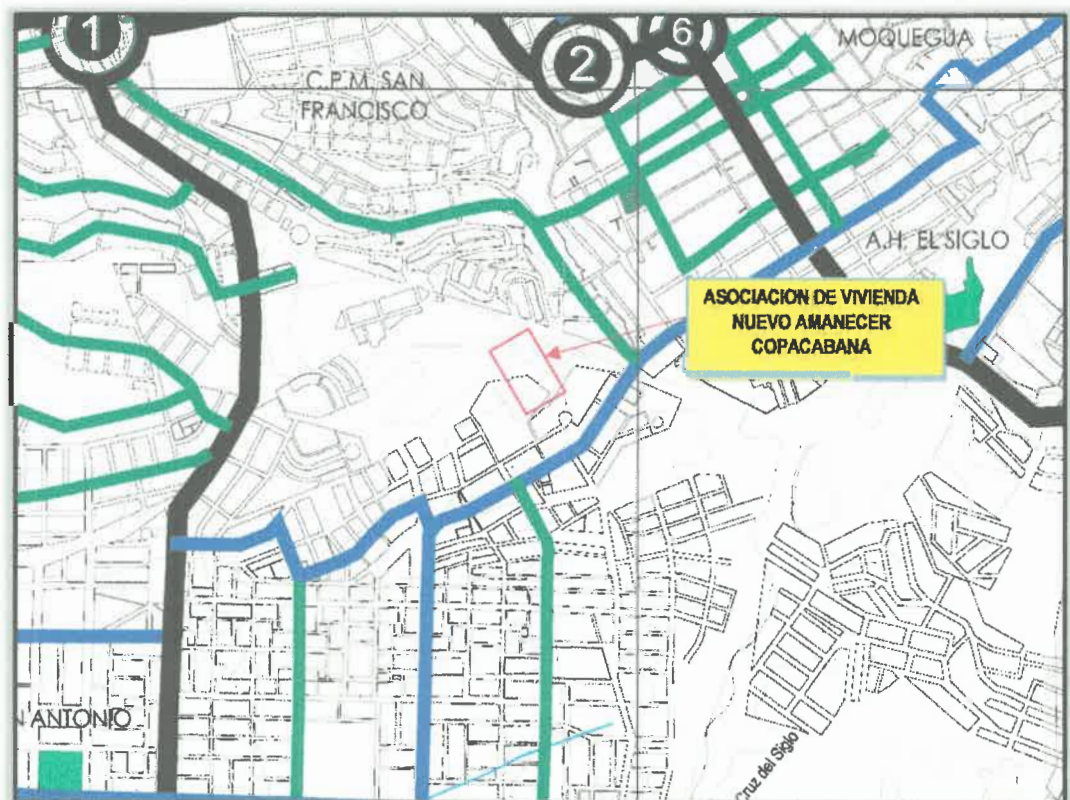 1
2
6
MOQUEGUA
C.P.M. SAN
FRANCISCO
A.H. EL SIGLO
ASOCIACION DE VIVIENDA
NUEVO AMANECER
COPACABANA
N ANTONIO
Cruz del Siglo